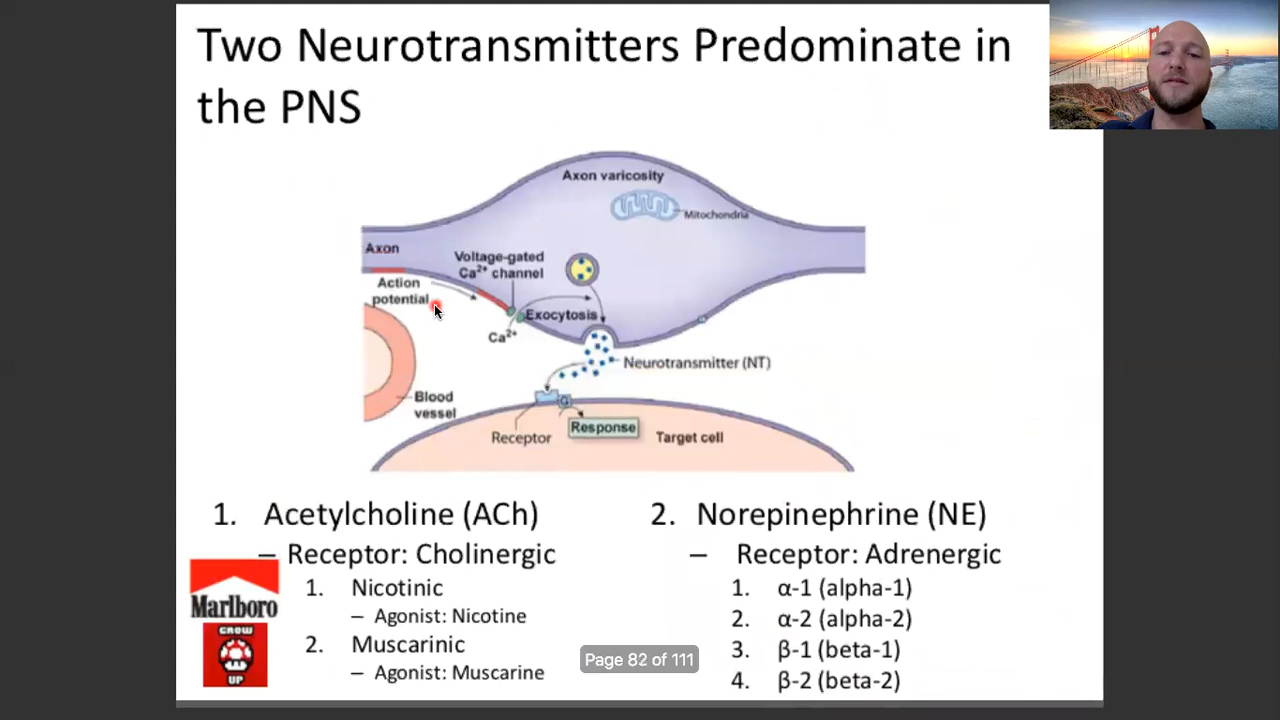 Two Neurotransmitters Predominate in
the PNS
Axon varicosity
Mitochondria
Axon
Voltage-gated
Ca²⁺ channel
Action
potential
Exocytosis
Ca²⁺
Neurotransmitter (NT)
Blood
vessel
G
Receptor
Response
Target cell
1. Acetylcholine (ACh)
– Receptor: Cholinergic
1. Nicotinic
– Agonist: Nicotine
2. Muscarinic
– Agonist: Muscarine
Marlboro
GROW
UP
2. Norepinephrine (NE)
– Receptor: Adrenergic
1. α-1 (alpha-1)
2. α-2 (alpha-2)
3. β-1 (beta-1)
4. β-2 (beta-2)
Page 82 of 111